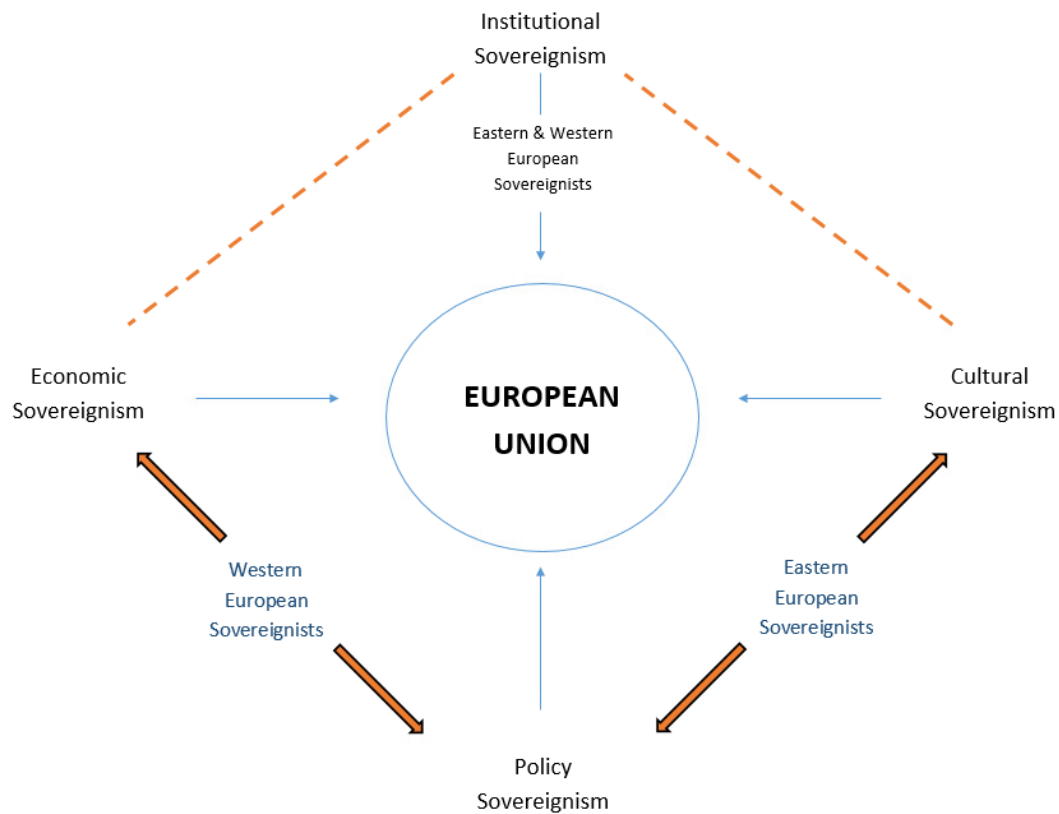 Institutional
Sovereignism
Eastern & Western
European
Sovereignists
Economic
Sovereignism
EUROPEAN
UNION
Cultural
Sovereignism
Western
European
Sovereignists
Eastern
European
Sovereignists
Policy
Sovereignism